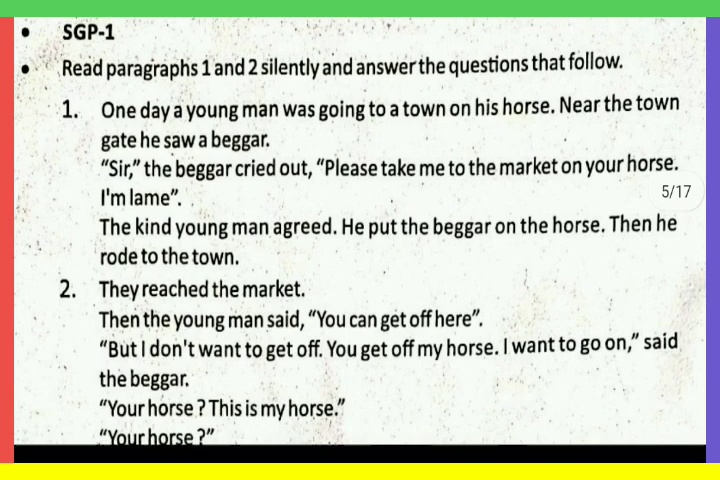 • SGP-1
• Read paragraphs 1 and 2 silently and answer the questions that follow.
1. One day a young man was going to a town on his horse. Near the town
gate he saw a beggar.
“Sir,” the beggar cried out, “Please take me to the market on your horse.
I'm lame”.
5/17
The kind young man agreed. He put the beggar on the horse. Then he
rode to the town.
2. They reached the market.
Then the young man said, “You can get off here”.
“But I don't want to get off. You get off my horse. I want to go on,” said
the beggar.
“Your horse ? This is my horse.”
“Your horse ?”